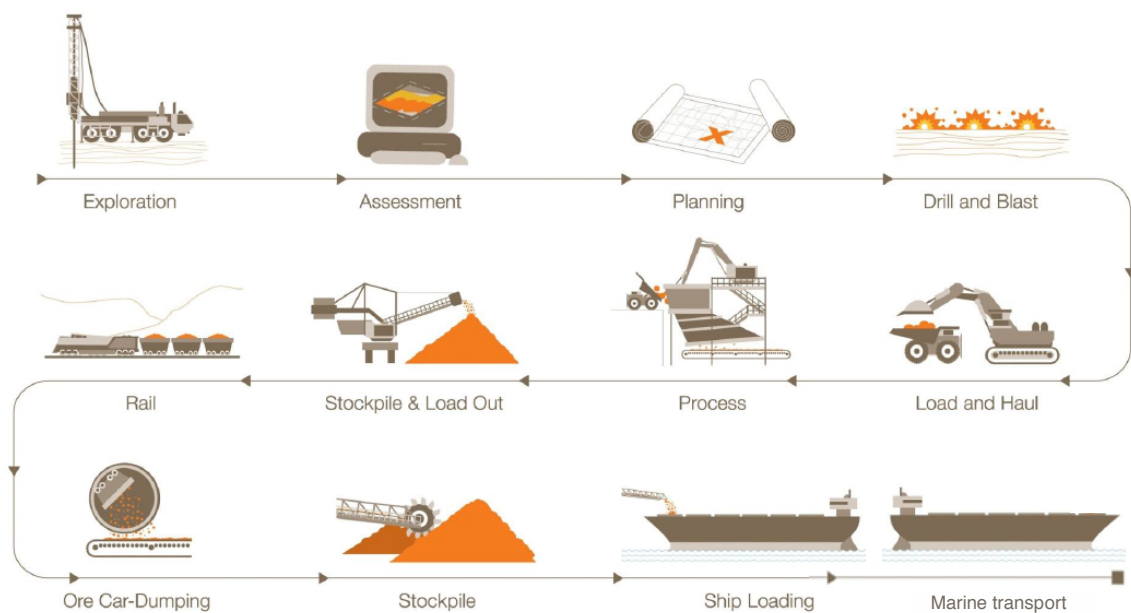 Exploration
Assessment
Planning
Drill and Blast
Rail
Stockpile & Load Out
Process
Load and Haul
Ore Car-Dumping
Stockpile
Ship Loading
Marine transport